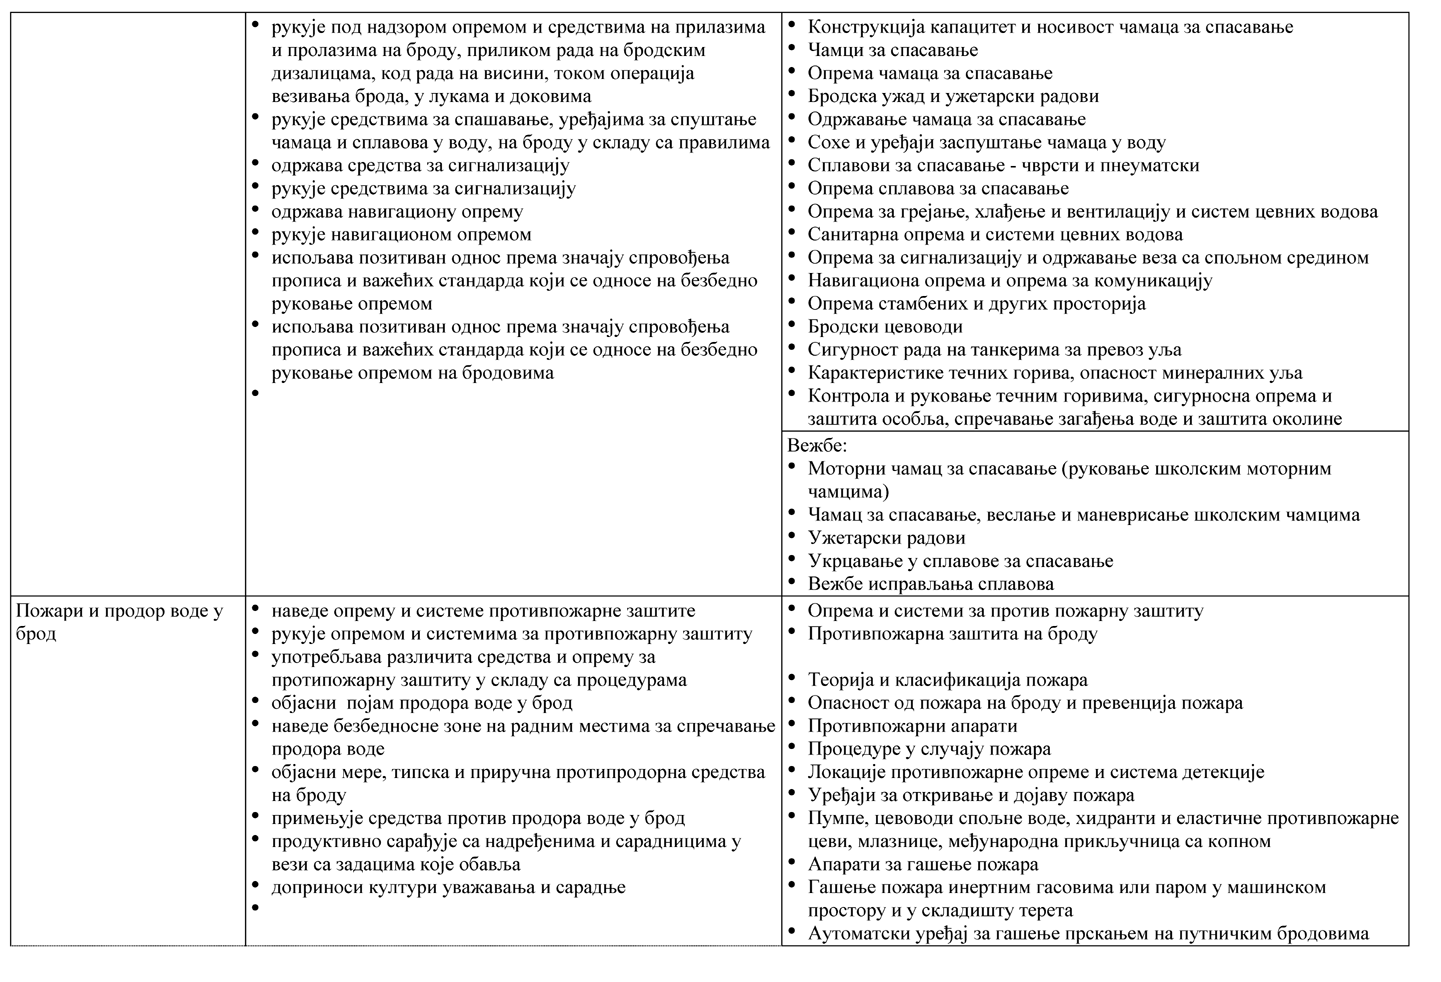 рукује под надзором опремом и средствима на прилазима
и пролазима на броду, приликом рада на бродским
дизалицама, код рада на висини, током операција
везивања брода, у лукама и доковима
рукује средствима за спашавање, уређајима за спуштање
чамаца и сплавова у воду, на броду у складу са правилима
одржава средства за сигнализацију
рукује средствима за сигнализацију
одржава навигациону опрему
рукује навигационом опремом
испољава позитиван однос према значају спровођења
прописа и важећих стандарда који се односе на безбедно
руковање опремом
испољава позитиван однос према значају спровођења
прописа и важећих стандарда који се односе на безбедно
руковање опремом на бродовима
Конструкција капацитет и носивост чамаца за спасавање
Чамци за спасавање
Опрема чамаца за спасавање
Бродска ужад и ужетарски радови
Одржавање чамаца за спасавање
Сохе и уређаји заспуштање чамаца у воду
Сплавови за спасавање - чврсти и пнеуматски
Опрема сплавова за спасавање
Опрема за грејање, хлађење и вентилацију и систем цевних водова
Санитарна опрема и системи цевних водова
Опрема за сигнализацију и одржавање веза са спољном средином
Навигациона опрема и опрема за комуникацију
Опрема стамбених и других просторија
Бродски цевоводи
Сигурност рада на танкерима за превоз уља
Карактеристике течних горива, опасност минералних уља
Контрола и руковање течним горивима, сигурносна опрема и
заштита особља, спречавање загађења воде и заштита околине
Вежбе:
Моторни чамац за спасавање (руковање школским моторним
чамцима)
Чамац за спасавање, веслање и маневрисање школским чамцима
Ужетарски радови
Укрцавање у сплавове за спасавање
Вежбе исправљања сплавова
Пожари и продор воде у
брод
наведе опрему и системе противпожарне заштите
рукује опремом и системима за противпожарну заштиту
употребљава различита средства и опрему за
протипожарну заштиту у складу са процедурама
објасни  појам продора воде у брод
наведе безбедносне зоне на радним местима за спречавање
продора воде
објасни мере, типска и приручна протипродорна средства
на броду
примењује средства против продора воде у брод
продуктивно сарађује са надређенима и сарадницима у
вези са задацима које обавља
доприноси култури уважавања и сарадње
Опрема и системи за против пожарну заштиту
Противпожарна заштита на броду
Теорија и класификација пожара
Опасност од пожара на броду и превенција пожара
Противпожарни апарати
Процедуре у случају пожара
Локације противпожарне опреме и система детекције
Уређаји за откривање и дојаву пожара
Пумпе, цевоводи спољне воде, хидранти и еластичне противпожарне
цеви, млазнице, међународна прикључница са копном
Апарати за гашење пожара
Гашење пожара инертним гасовима или паром у машинском
простору и у складишту терета
Аутоматски уређај за гашење прскањем на путничким бродовима